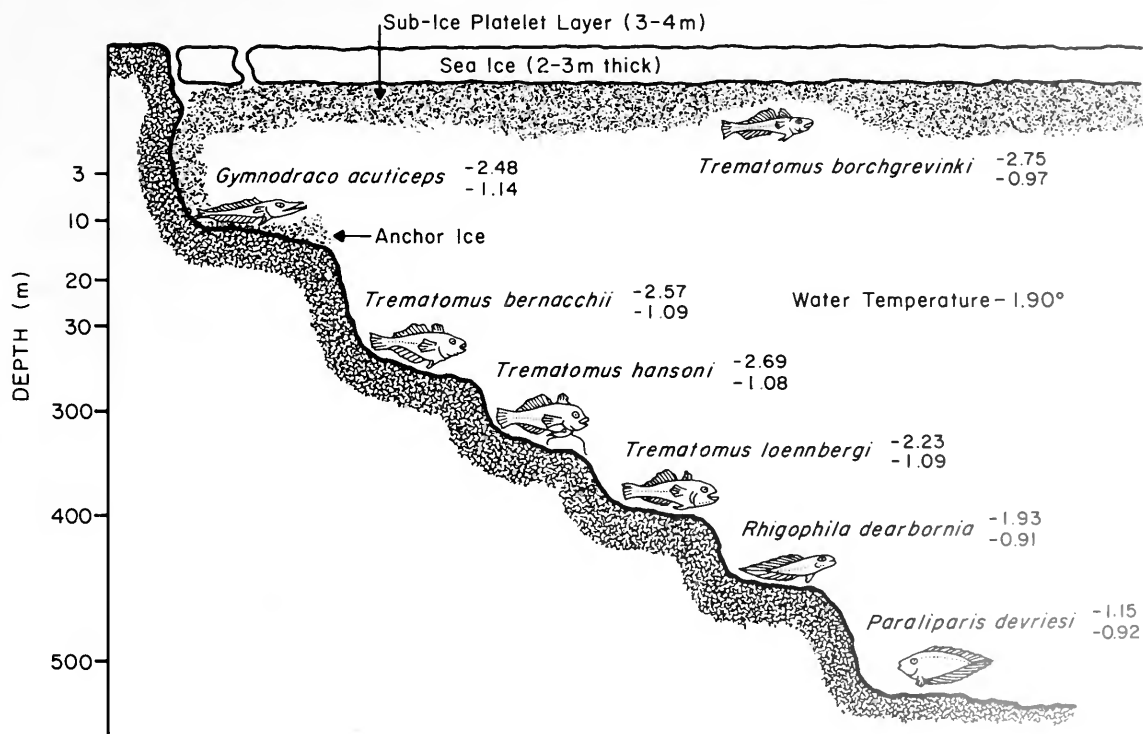 Sub-Ice Platelet Layer (3-4m)
Sea Ice (2-3m thick)
Gymnodraco acuticeps -2.48
-1.14
Trematomus borchgrevinki -2.75
-0.97
Anchor Ice
Trematomus bernacchii -2.57
-1.09
Water Temperature -1.90°
Trematomus hansoni -2.69
-1.08
Trematomus loennbergi -2.23
-1.09
Rhigophila dearbornia -1.93
-0.91
Paraliparis devriesi -1.15
-0.92
DEPTH (m)
3
10
20
30
300
400
500